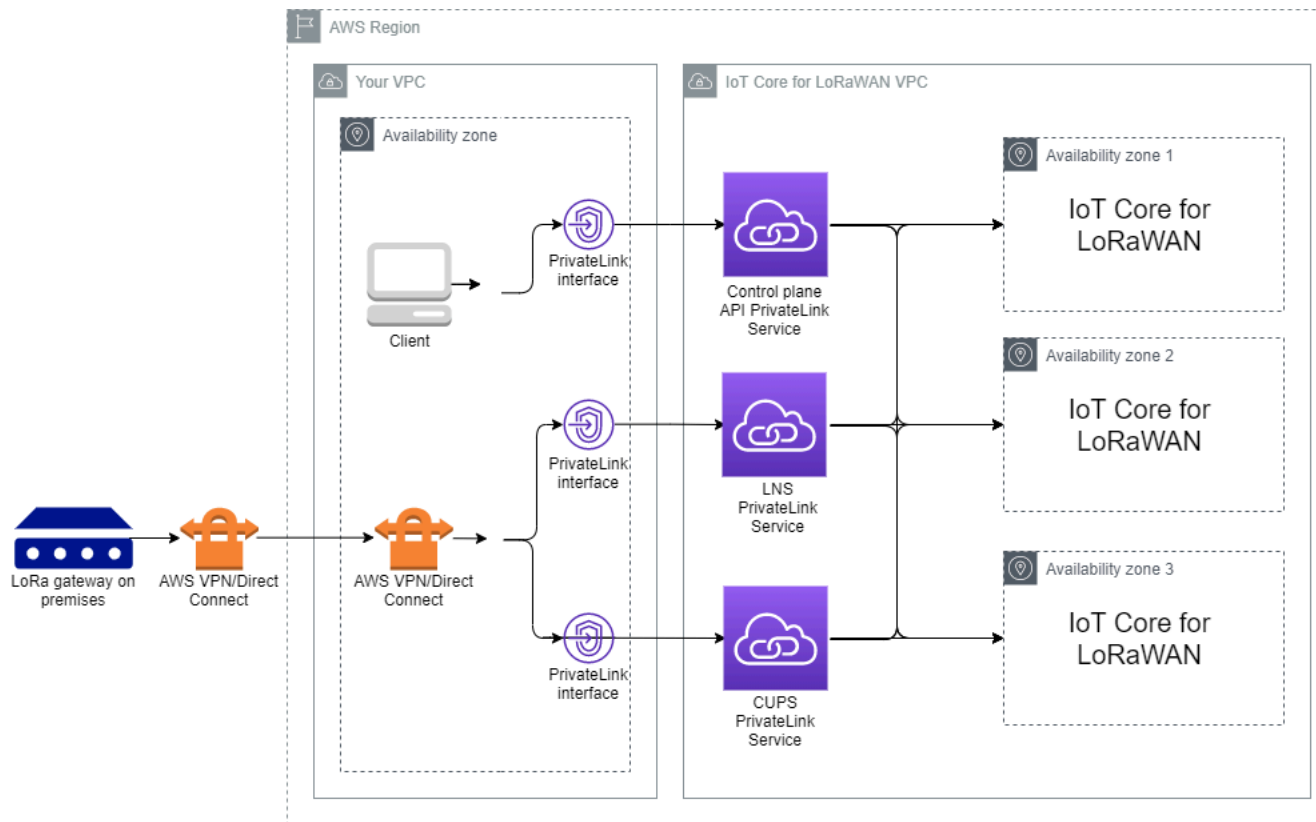 AWS Region
Your VPC
IoT Core for LoRaWAN VPC
Availability zone
Availability zone 1
IoT Core for
LoRaWAN
PrivateLink
interface
Client
Control plane
API PrivateLink
Service
Availability zone 2
IoT Core for
LoRaWAN
PrivateLink
interface
LNS
PrivateLink
Service
LoRa gateway on
premises
AWS VPN/Direct
Connect
AWS VPN/Direct
Connect
Availability zone 3
IoT Core for
LoRaWAN
PrivateLink
interface
CUPS
PrivateLink
Service